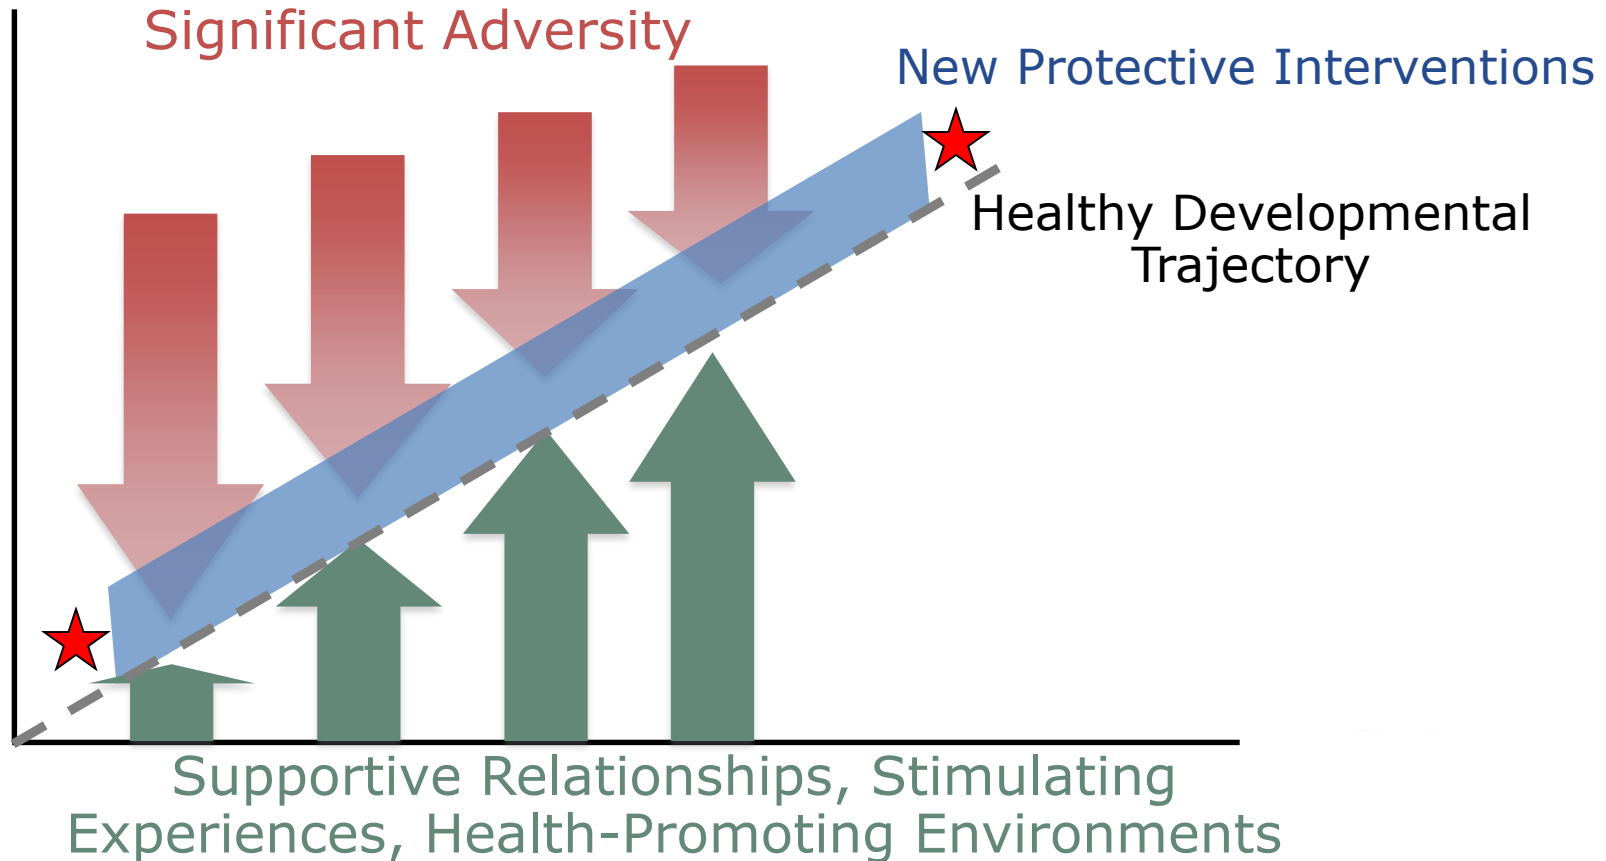 Significant Adversity
New Protective Interventions
Healthy Developmental
Trajectory
Supportive Relationships, Stimulating
Experiences, Health-Promoting Environments